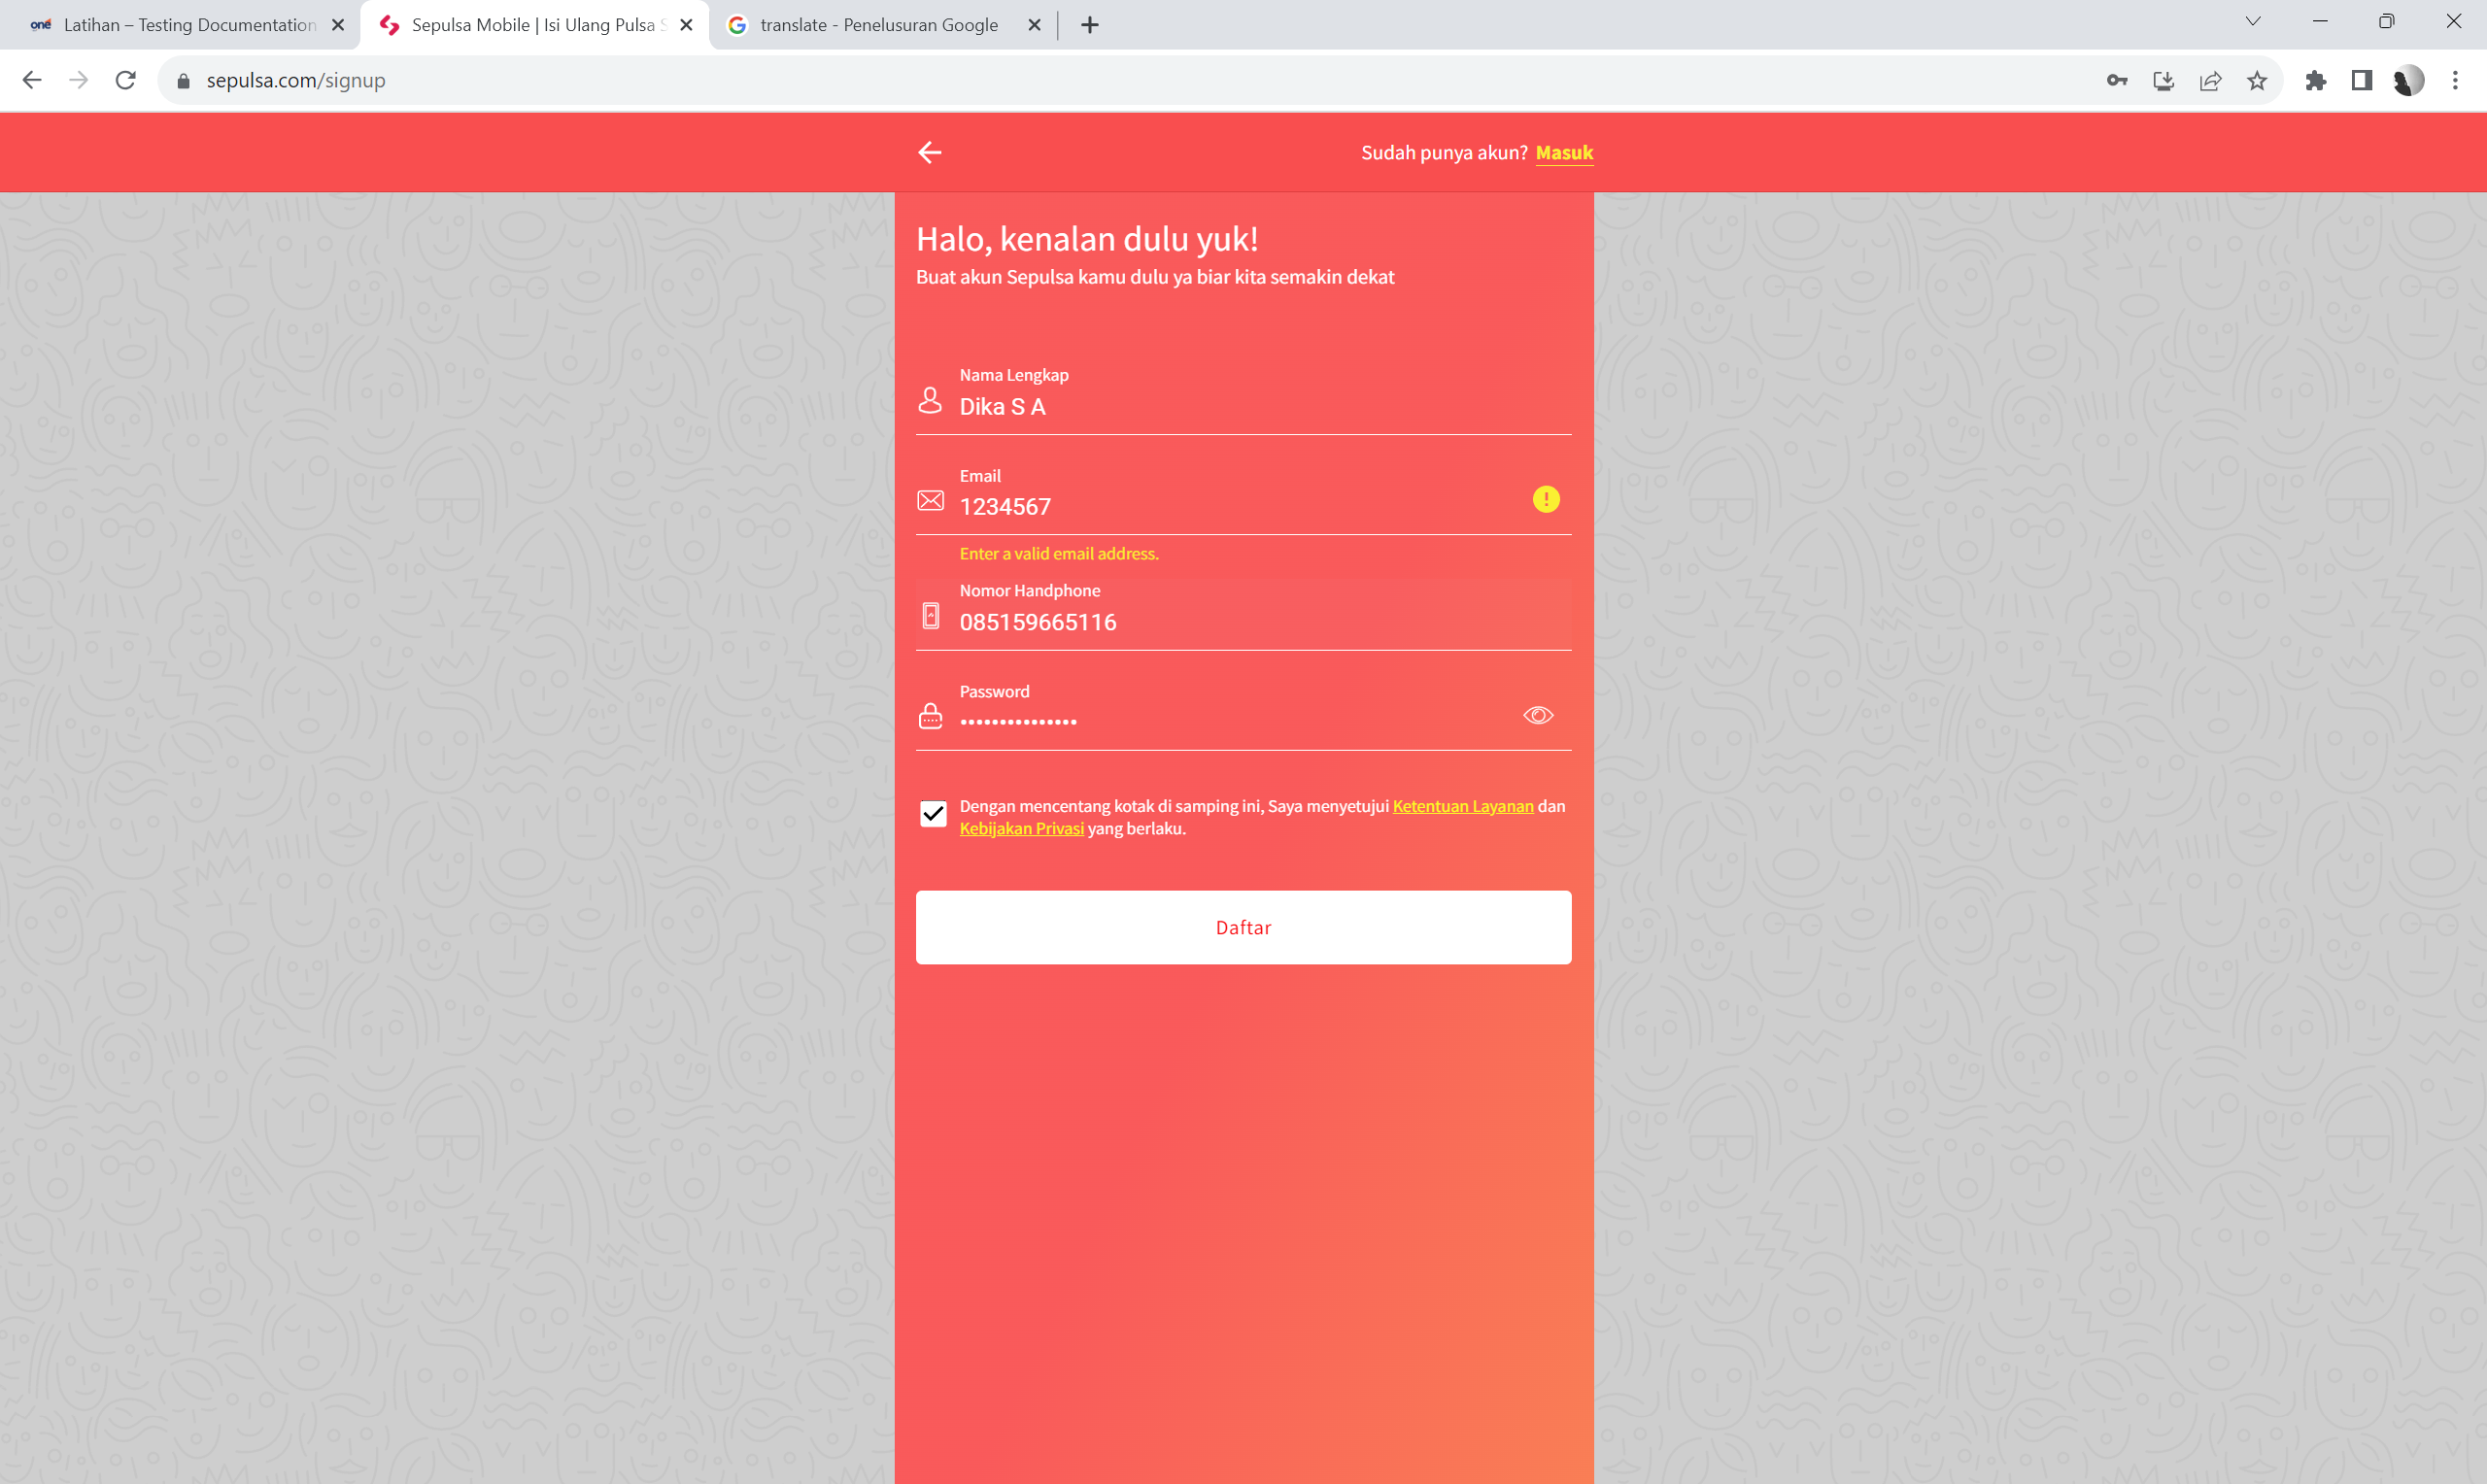 one Latihan – Testing Documentation
Sepulsa Mobile | Isi Ulang Pulsa S
translate - Penelusuran Google
sepulsa.com/signup
Sudah punya akun? Masuk
Halo, kenalan dulu yuk!
Buat akun Sepulsa kamu dulu ya biar kita semakin dekat
Nama Lengkap
Dika S A
Email
1234567
Enter a valid email address.
Nomor Handphone
085159665116
Password
Dengan mencentang kotak di samping ini, Saya menyetujui Ketentuan Layanan dan
Kebijakan Privasi yang berlaku.
Daftar